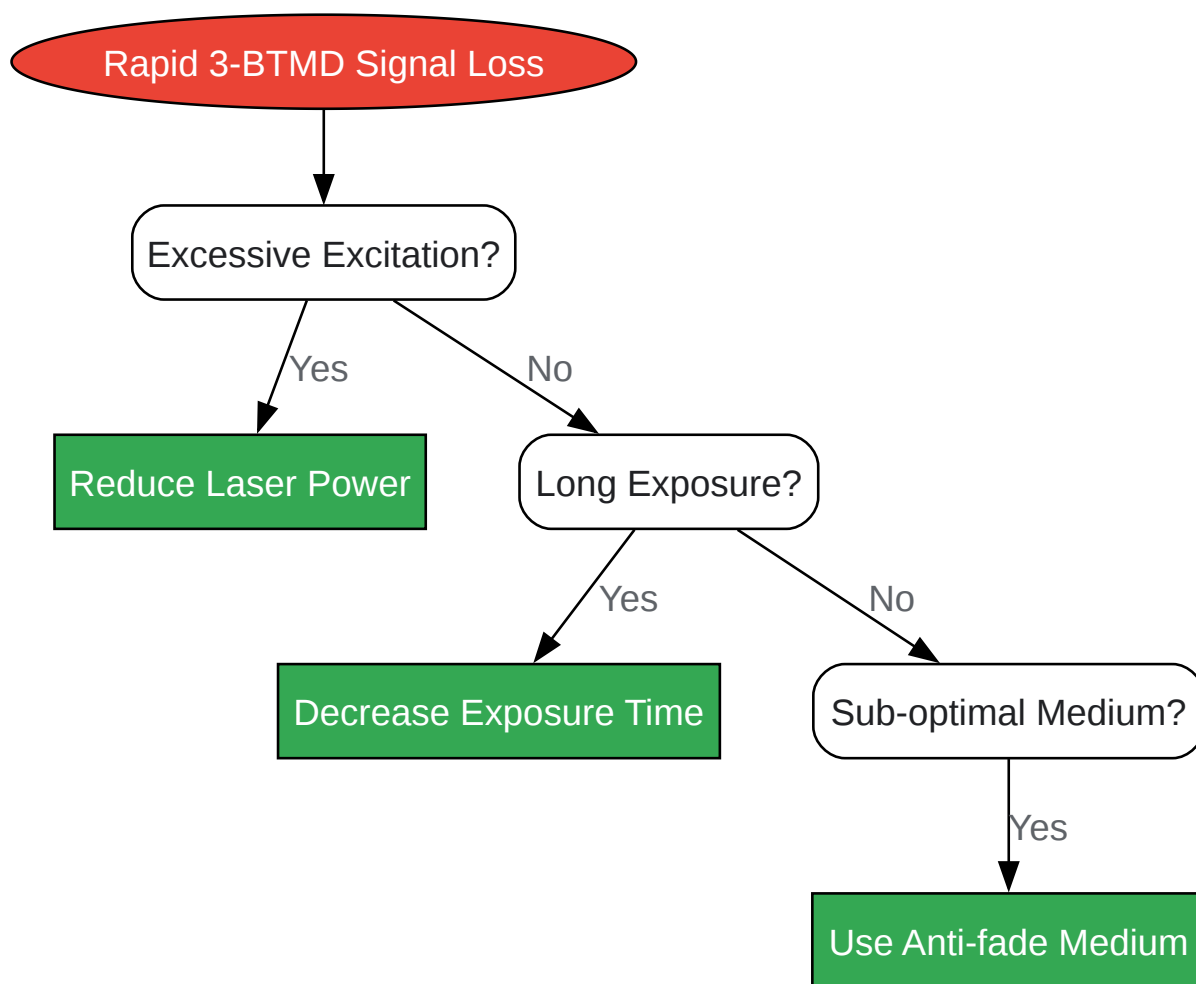 Rapid 3-BTMD Signal Loss
Excessive Excitation?
Yes
No
Reduce Laser Power
Long Exposure?
Yes
No
Decrease Exposure Time
Sub-optimal Medium?
Yes
Use Anti-fade Medium